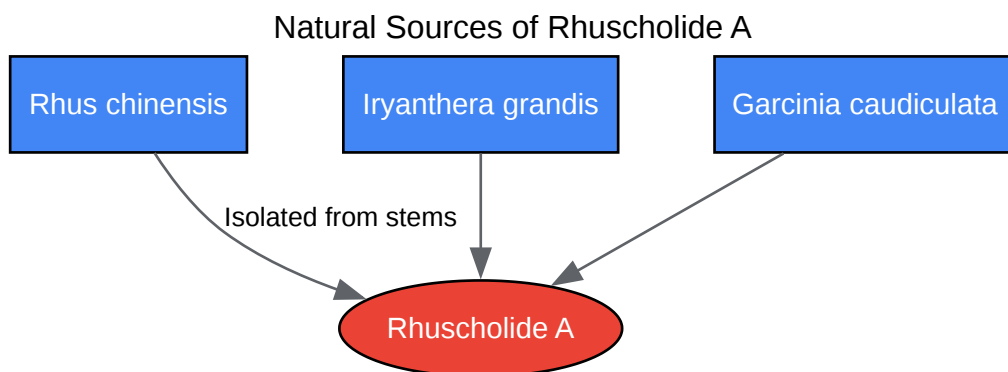 Natural Sources of Rhuscholide A
Rhus chinensis
Iryanthera grandis
Garcinia caudiculata
Isolated from stems
Rhuscholide A